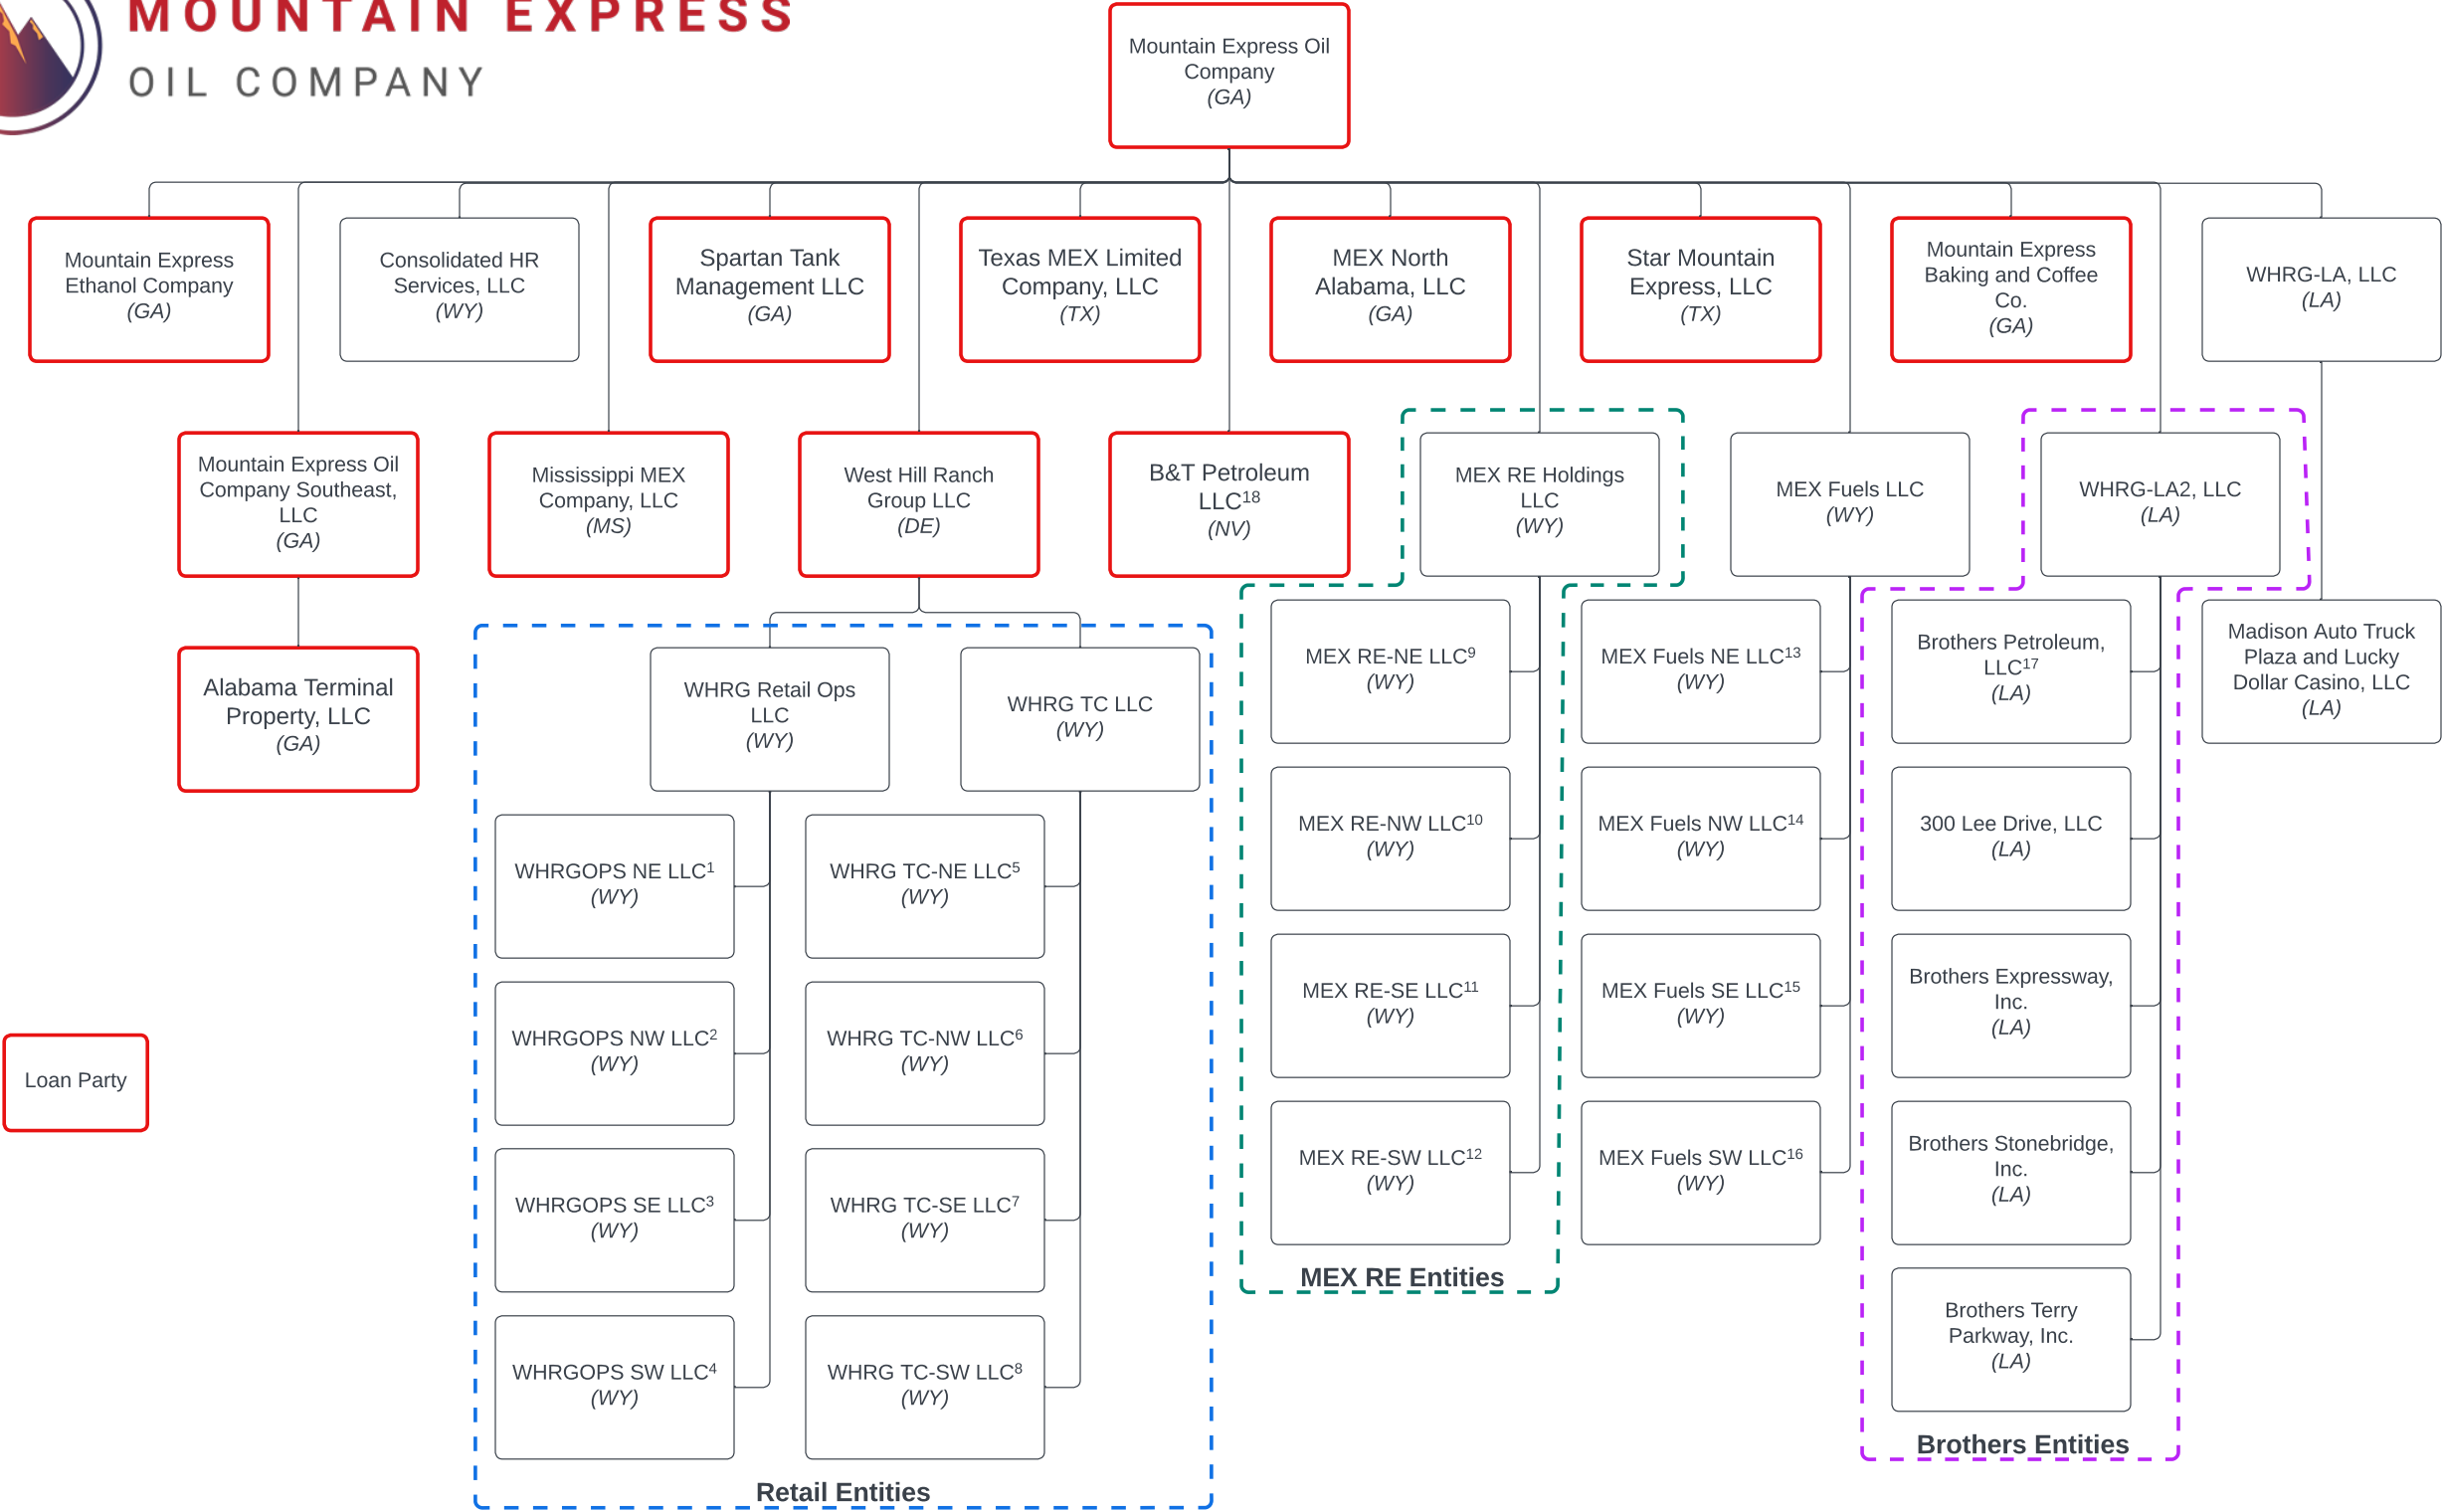 MOUNTAIN EXPRESS
OIL COMPANY
Mountain Express Oil
Company
(GA)
Mountain Express
Ethanol Company
(GA)
Consolidated HR
Services, LLC
(WY)
Spartan Tank
Management LLC
(GA)
Texas MEX Limited
Company, LLC
(TX)
MEX North
Alabama, LLC
(GA)
Star Mountain
Express, LLC
(TX)
Mountain Express
Baking and Coffee
Co.
(GA)
WHRG-LA, LLC
(LA)
Mountain Express Oil
Company Southeast,
LLC
(GA)
Mississippi MEX
Company, LLC
(MS)
West Hill Ranch
Group LLC
(DE)
B&T Petroleum
LLC18
(NV)
MEX RE Holdings
LLC
(WY)
MEX Fuels LLC
(WY)
WHRG-LA2, LLC
(LA)
Alabama Terminal
Property, LLC
(GA)
WHRG Retail Ops
LLC
(WY)
WHRG TC LLC
(WY)
MEX RE-NE LLC9
(WY)
MEX Fuels NE LLC13
(WY)
Brothers Petroleum,
LLC17
(LA)
Madison Auto Truck
Plaza and Lucky
Dollar Casino, LLC
(LA)
MEX RE-NW LLC10
(WY)
MEX Fuels NW LLC14
(WY)
300 Lee Drive, LLC
(LA)
WHRGOPS NE LLC1
(WY)
WHRG TC-NE LLC5
(WY)
MEX RE-SE LLC11
(WY)
MEX Fuels SE LLC15
(WY)
Brothers Expressway,
Inc.
(LA)
WHRGOPS NW LLC2
(WY)
WHRG TC-NW LLC6
(WY)
Loan Party
MEX RE-SW LLC12
(WY)
MEX Fuels SW LLC16
(WY)
Brothers Stonebridge,
Inc.
(LA)
WHRGOPS SE LLC3
(WY)
WHRG TC-SE LLC7
(WY)
MEX RE Entities
Brothers Terry
Parkway, Inc.
(LA)
WHRGOPS SW LLC4
(WY)
WHRG TC-SW LLC8
(WY)
Brothers Entities
Retail Entities